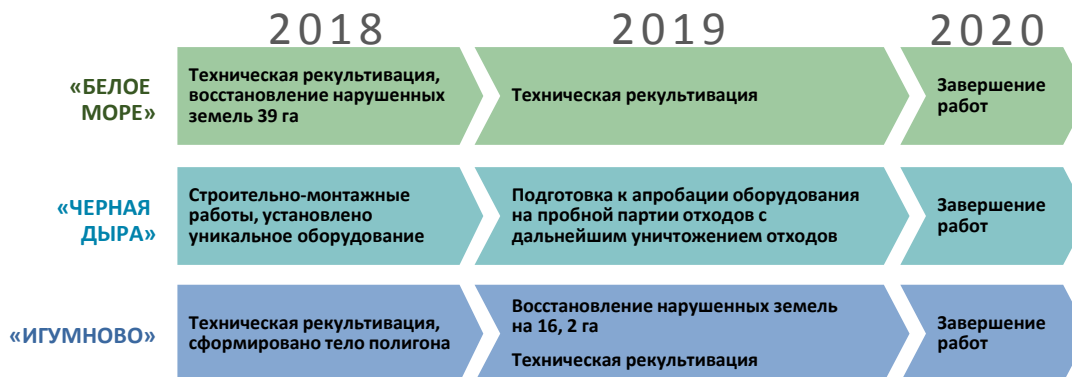 2018
2019
2020
«БЕЛОЕ
МОРЕ»
Техническая рекультивация,
восстановление нарушенных
земель 39 га
Техническая рекультивация
Завершение
работ
«ЧЕРНАЯ
ДЫРА»
Строительно-монтажные
работы, установлено
уникальное оборудование
Подготовка к апробации оборудования
на пробной партии отходов с
дальнейшим уничтожением отходов
Завершение
работ
«ИГУМНОВО»
Техническая рекультивация,
сформировано тело полигона
Восстановление нарушенных земель
на 16, 2 га
Техническая рекультивация
Завершение
работ